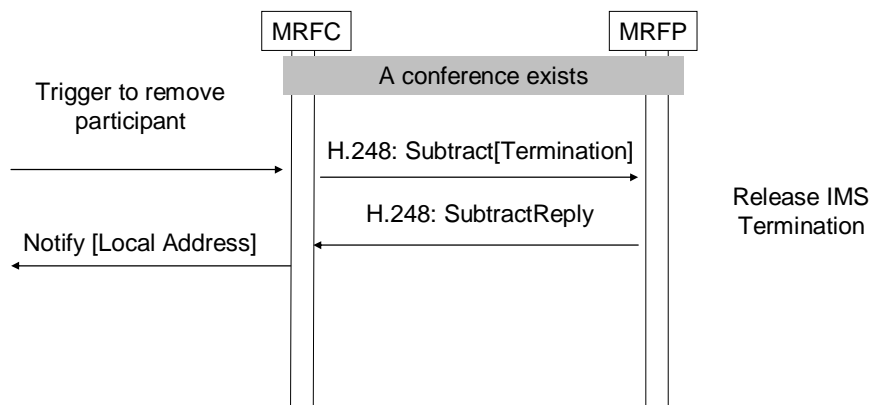 MRFC
MRFP
A conference exists
Trigger to remove
participant
H.248: Subtract[Termination]
H.248: SubtractReply
Release IMS
Termination
Notify [Local Address]